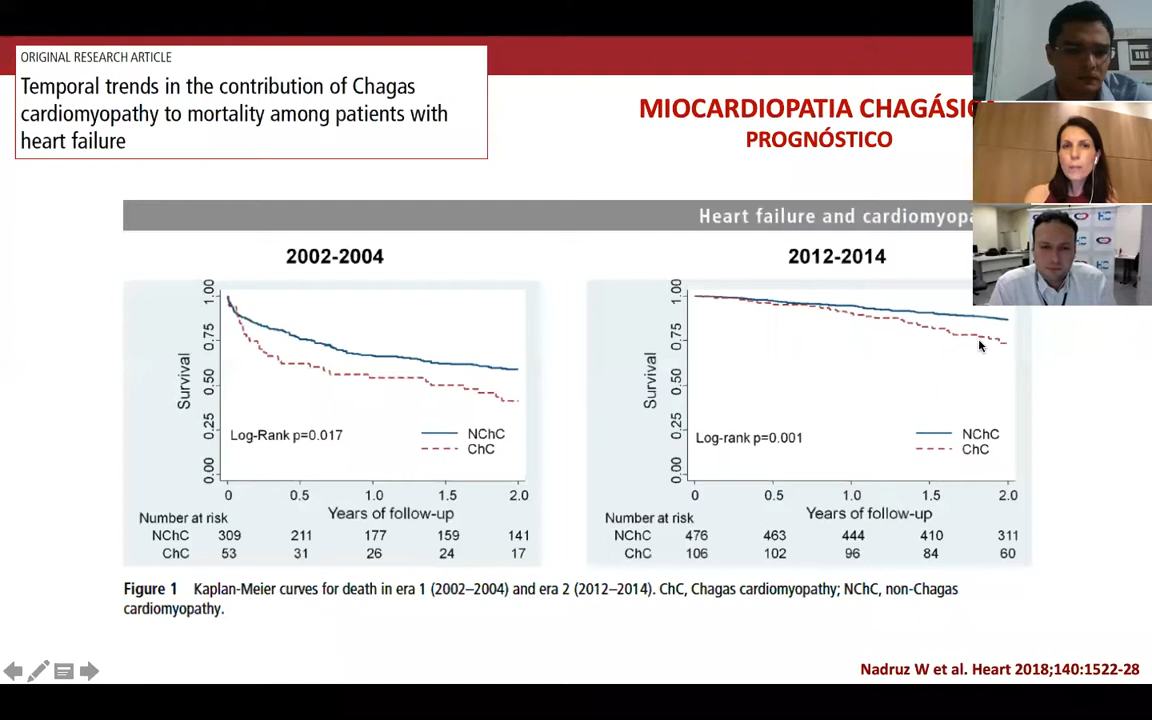 ORIGINAL RESEARCH ARTICLE
Temporal trends in the contribution of Chagas
cardiomyopathy to mortality among patients with
heart failure
MIOCARDIOPATIA CHAGÁSIC
PROGNÓSTICO
Heart failure and cardiomyopa
2002-2004
Survival
1.00
0.75
0.50
0.25
0.00
Log-Rank p=0.017
NChC
ChC
0 0.5 1.0 1.5 2.0
Years of follow-up
Number at risk
NChC 309 211 177 159 141
ChC 53 31 26 24 17
2012-2014
Survival
1.00
0.75
0.50
0.25
0.00
Log-rank p=0.001
NChC
ChC
0 0.5 1.0 1.5 2.0
Years of follow-up
Number at risk
NChC 476 463 444 410 311
ChC 106 102 96 84 60
Figure 1 Kaplan-Meier curves for death in era 1 (2002–2004) and era 2 (2012–2014). ChC, Chagas cardiomyopathy; NChC, non-Chagas
cardiomyopathy.
Nadruz W et al. Heart 2018;140:1522-28